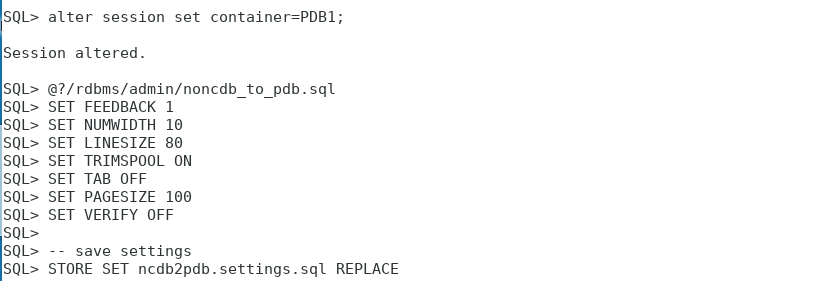 SQL> alter session set container=PDB1;
Session altered.
SQL> @?/rdbms/admin/noncdb_to_pdb.sql
SQL> SET FEEDBACK 1
SQL> SET NUMWIDTH 10
SQL> SET LINESIZE 80
SQL> SET TRIMSPOOL ON
SQL> SET TAB OFF
SQL> SET PAGESIZE 100
SQL> SET VERIFY OFF
SQL>
SQL> -- save settings
SQL> STORE SET ncdb2pdb.settings.sql REPLACE